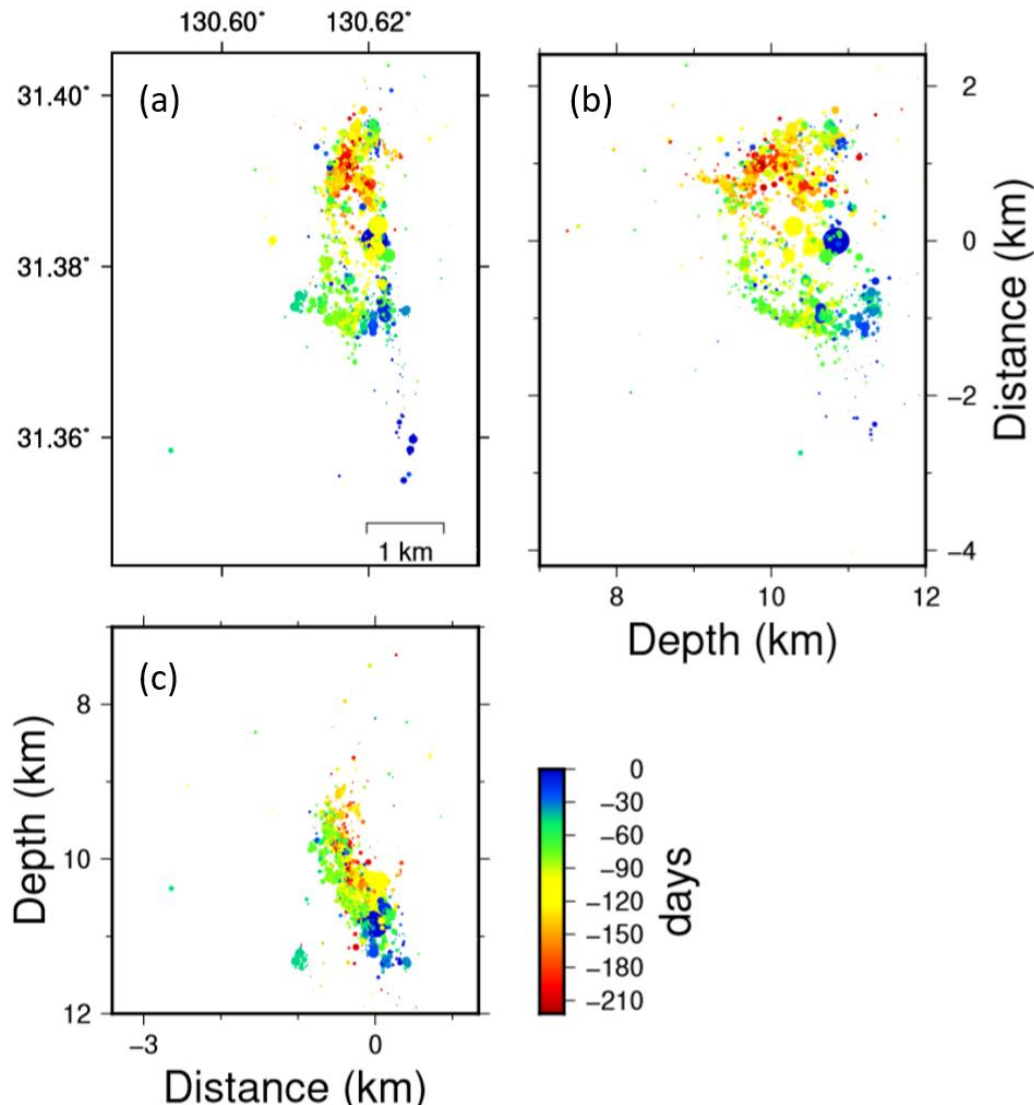 130.60° 130.62°
(a)
31.40°
31.38°
31.36°
1 km
(b)
2
0
−2
−4
Distance (km)
8 10 12
Depth (km)
(c)
8
10
12
Depth (km)
−3 0
Distance (km)
0
−30
−60
−90
−120
−150
−180
−210
days